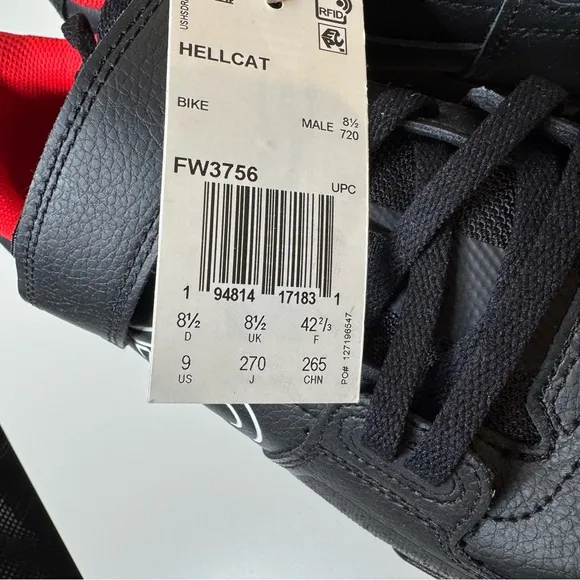 RFID
HELLCAT
BIKE
MALE 8½
720
FW3756
UPC
1 94814 17183 1
8½ 8½ 42⅔
D UK F
9 270 265
US J CHN
PO# 127196547